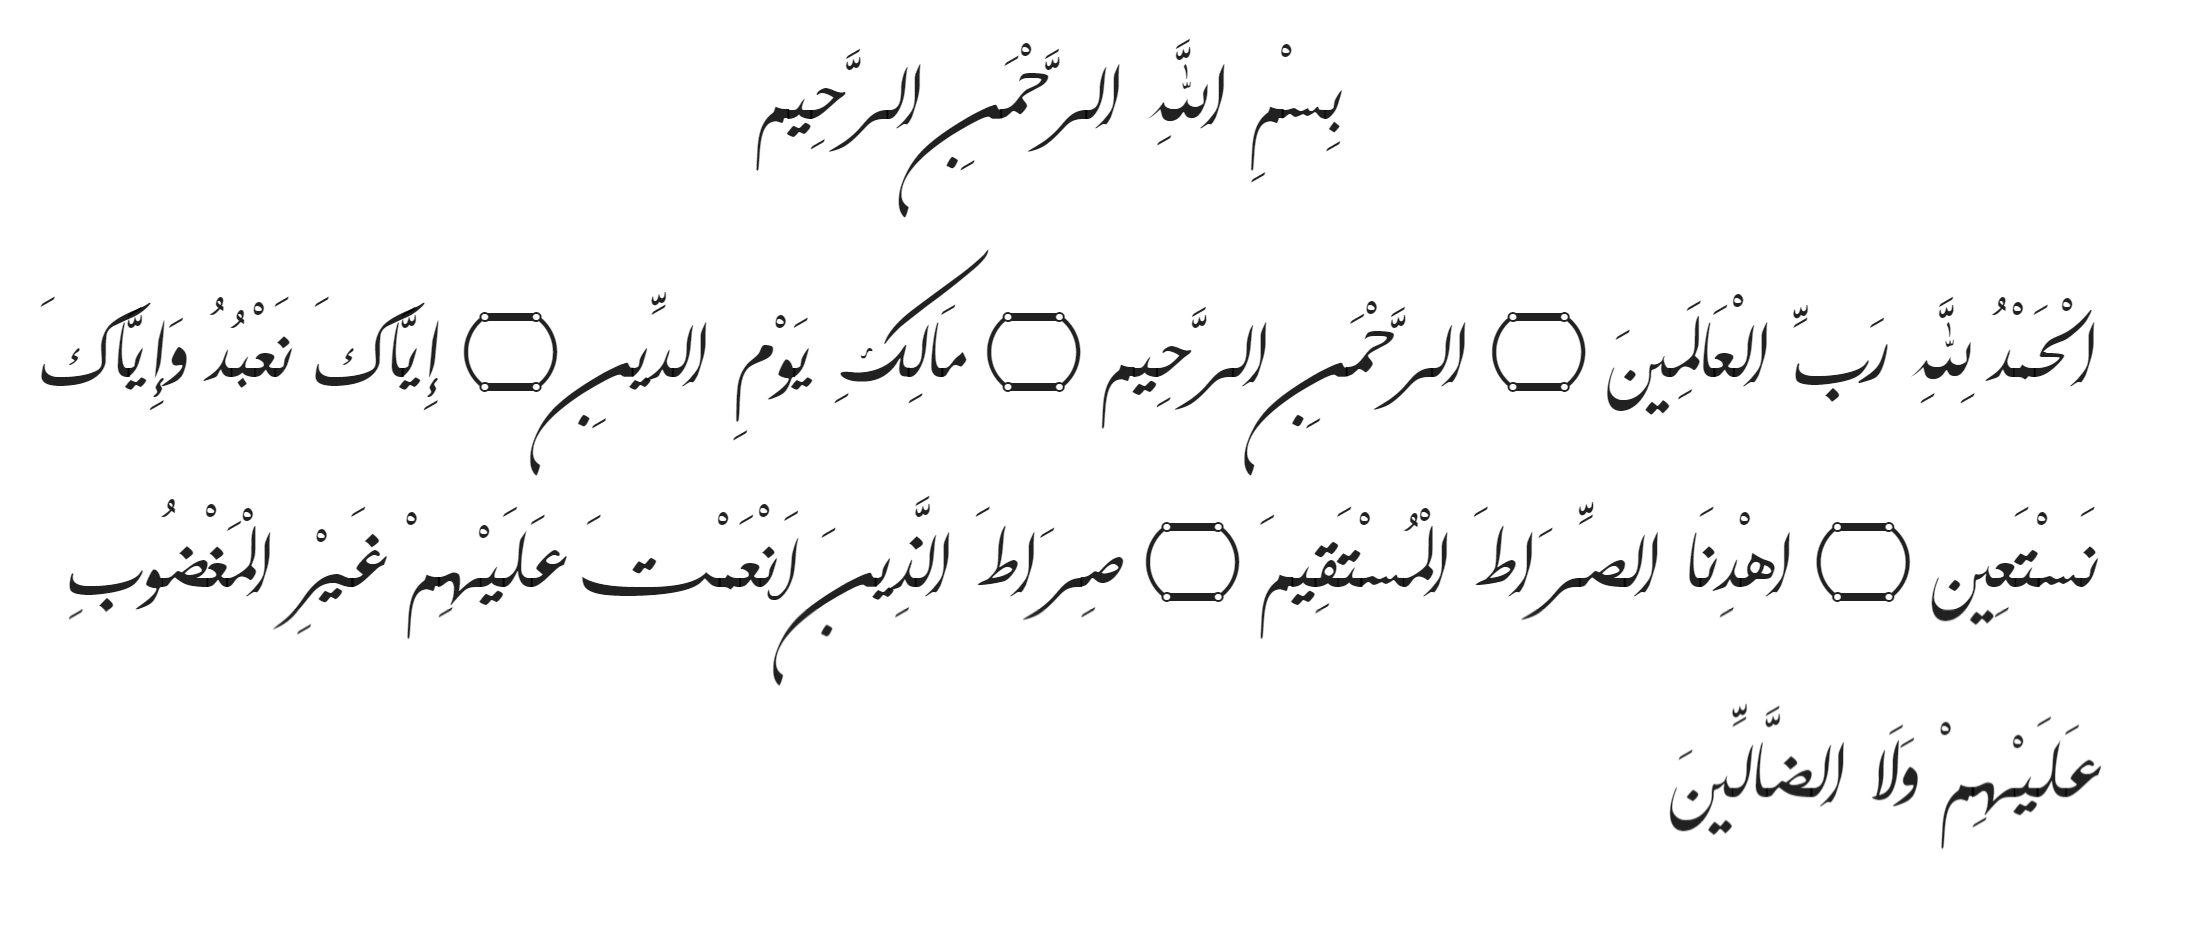 بِسْمِ اللَّهِ الرَّحْمَنِ الرَّحِيم
الْحَمْدُ لِلَّهِ رَبِّ الْعَالَمِينَ ۝ الرَّحْمَنِ الرَّحِيم ۝ مَالِكِ يَوْمِ الدِّينِ ۝ إِيَّاكَ نَعْبُدُ وَإِيَّاكَ
نَسْتَعِين ۝ اهْدِنَا الصِّرَاطَ الْمُسْتَقِيمَ ۝ صِرَاطَ الَّذِينَ اَنْعَمْتَ عَلَيْهِمْ غَيْرِ الْمَغْضُوبِ
عَلَيْهِمْ وَلَا الضَّالِّينَ